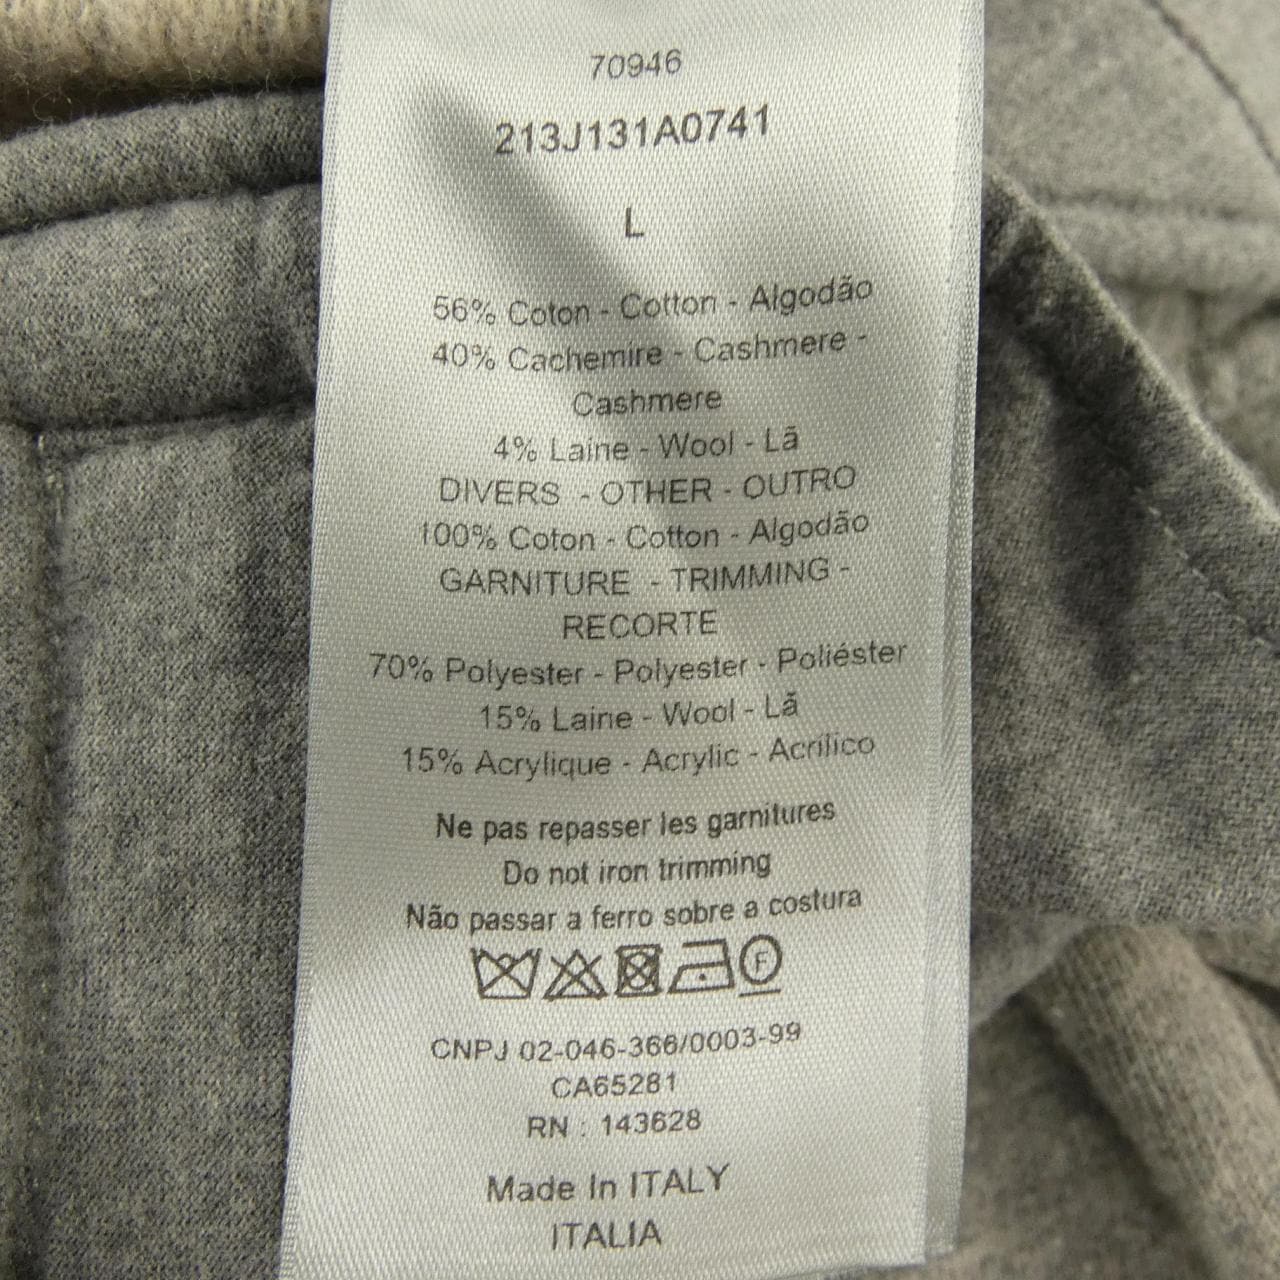 70946
213J131A0741
L
56% Coton - Cotton - Algodão
40% Cachemire - Cashmere -
Cashmere
4% Laine - Wool - Lã
DIVERS - OTHER - OUTRO
100% Coton - Cotton - Algodão
GARNITURE - TRIMMING -
RECORTE
70% Polyester - Polyester - Poliéster
15% Laine - Wool - Lã
15% Acrylique - Acrylic - Acrílico
Ne pas repasser les garnitures
Do not iron trimming
Não passar a ferro sobre a costura
F
CNPJ 02-046-366/0003-99
CA65281
RN : 143628
Made In ITALY
ITALIA